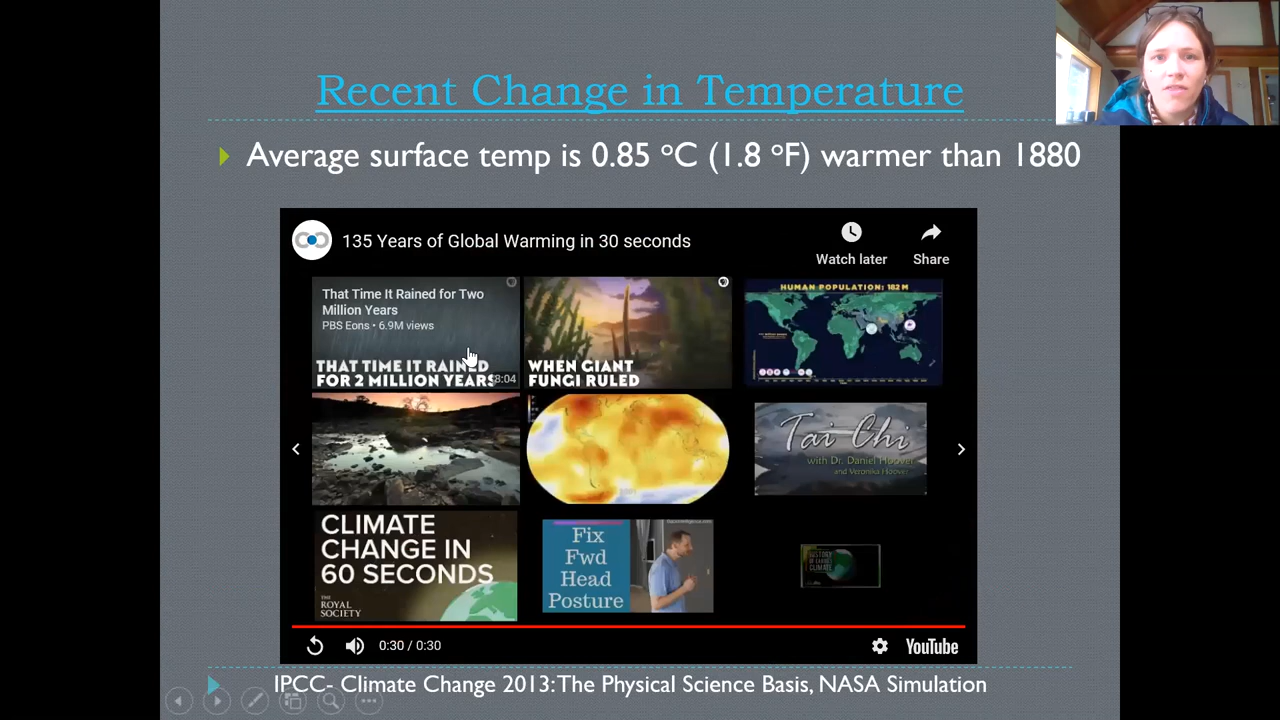 Recent Change in Temperature
Average surface temp is 0.85 °C (1.8 °F) warmer than 1880
135 Years of Global Warming in 30 seconds
Watch later
Share
That Time It Rained for Two
Million Years
PBS Eons • 6.9M views
THAT TIME IT RAINED
FOR 2 MILLION YEARS
8:04
WHEN GIANT
FUNGI RULED
HUMAN POPULATION: 182 M
Tai Chi
with Dr. Daniel Hoover
and Veronika Hoover
CLIMATE
CHANGE IN
60 SECONDS
THE
ROYAL
SOCIETY
Fix
Fwd
Head
Posture
HISTORY
OF EARTH'S
CLIMATE
0:30 / 0:30
YouTube
IPCC- Climate Change 2013: The Physical Science Basis, NASA Simulation